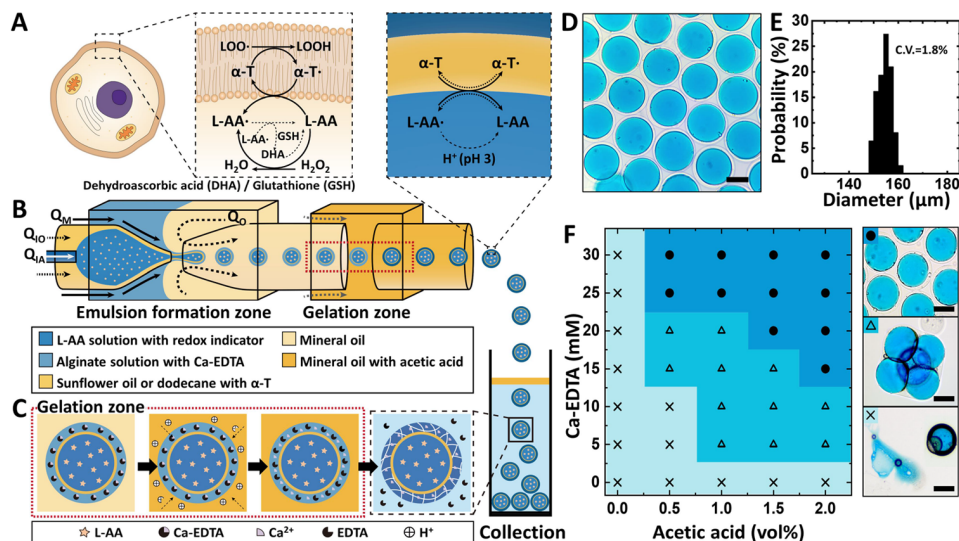 A
LOO· LOOH
α-T α-T·
L-AA· L-AA
L-AA· GSH
DHA
H₂O H₂O₂
Dehydroascorbic acid (DHA) / Glutathione (GSH)
α-T α-T·
L-AA· L-AA
H⁺ (pH 3)
D
E
Probability (%)
30
25
20
15
10
5
0
C.V.=1.8%
140 160 180
Diameter (μm)
B
Q_M
Q_IO
Q_IA
Q_O
Emulsion formation zone
Gelation zone
L-AA solution with redox indicator
Alginate solution with Ca-EDTA
Sunflower oil or dodecane with α-T
Mineral oil
Mineral oil with acetic acid
C
Gelation zone
L-AA Ca-EDTA Ca²⁺ EDTA H⁺
Collection
F
Ca-EDTA (mM)
30
25
20
15
10
5
0
0.0 0.5 1.0 1.5 2.0
Acetic acid (vol%)